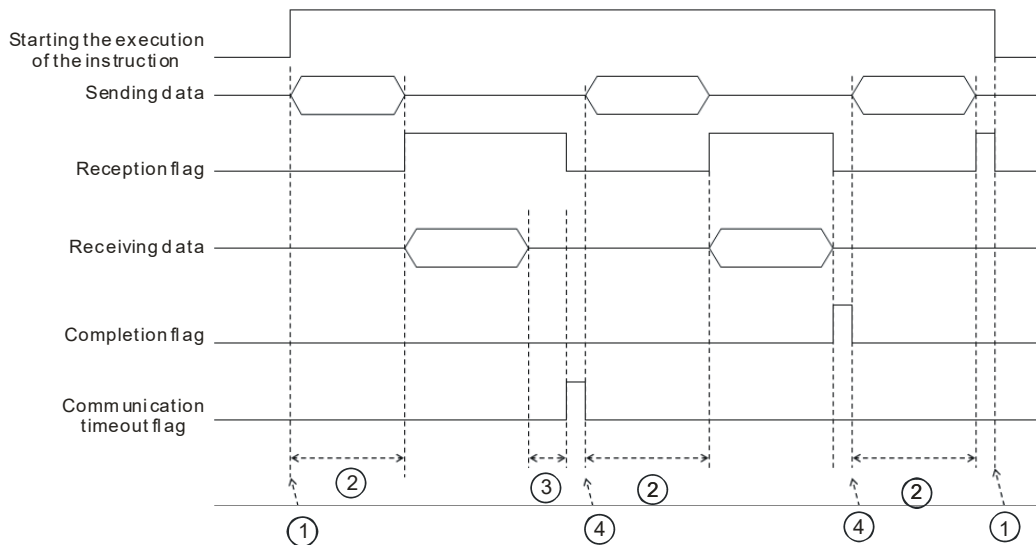 Starting the execution
of the instruction
Sending data
Reception flag
Receiving data
Completion flag
Communication
timeout flag
2 3 2 2
1 4 4 1